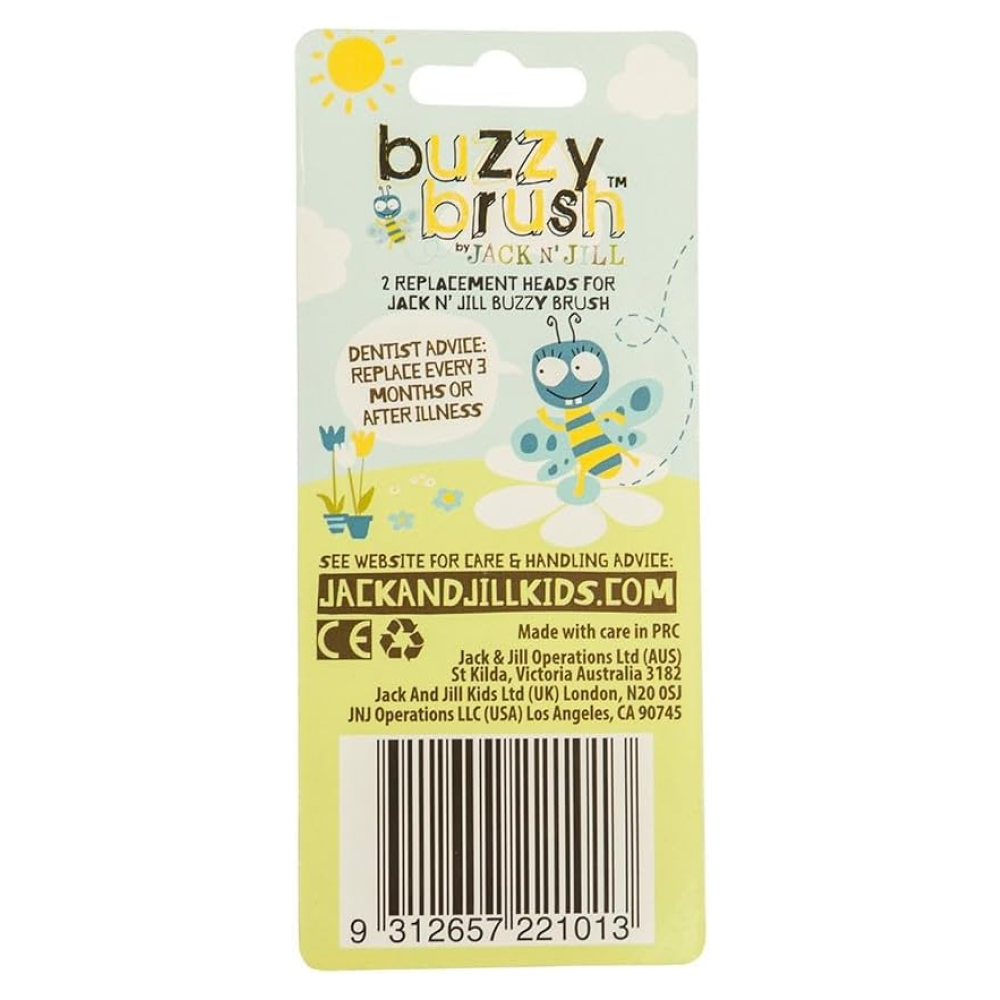 buzzy
brush™
by JACK N' JILL
2 REPLACEMENT HEADS FOR
JACK N' JILL BUZZY BRUSH
DENTIST ADVICE:
REPLACE EVERY 3
MONTHS OR
AFTER ILLNESS
SEE WEBSITE FOR CARE & HANDLING ADVICE:
JACKANDJILLKIDS.COM
CE
Made with care in PRC
Jack & Jill Operations Ltd (AUS)
St Kilda, Victoria Australia 3182
Jack And Jill Kids Ltd (UK) London, N20 0SJ
JNJ Operations LLC (USA) Los Angeles, CA 90745
9 312657 221013